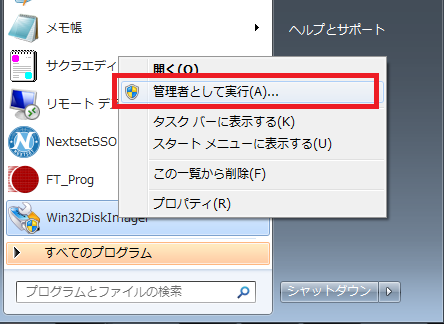 メモ帳
サクラエディ
リモート デ
NextsetSSO
FT_Prog
Win32DiskImager
すべてのプログラム
プログラムとファイルの検索
開く(O)
管理者として実行(A)...
タスク バーに表示する(K)
スタート メニューに表示する(U)
この一覧から削除(F)
プロパティ(R)
ヘルプとサポート
シャットダウン